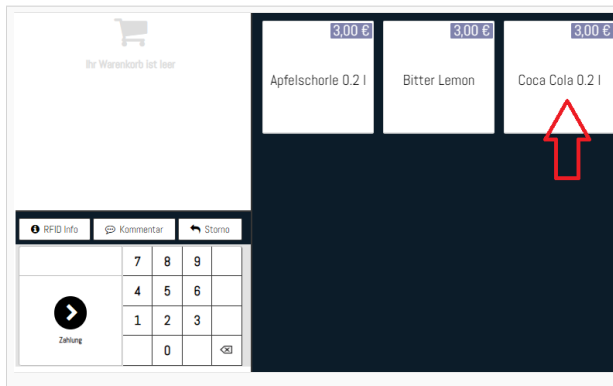 Ihr Warenkorb ist leer
3,00 €
3,00 €
3,00 €
Apfelschorle 0.2 l
Bitter Lemon
Coca Cola 0.2 l
RFID Info
Kommentar
Storno
7 8 9
4 5 6
1 2 3
Zahlung
0